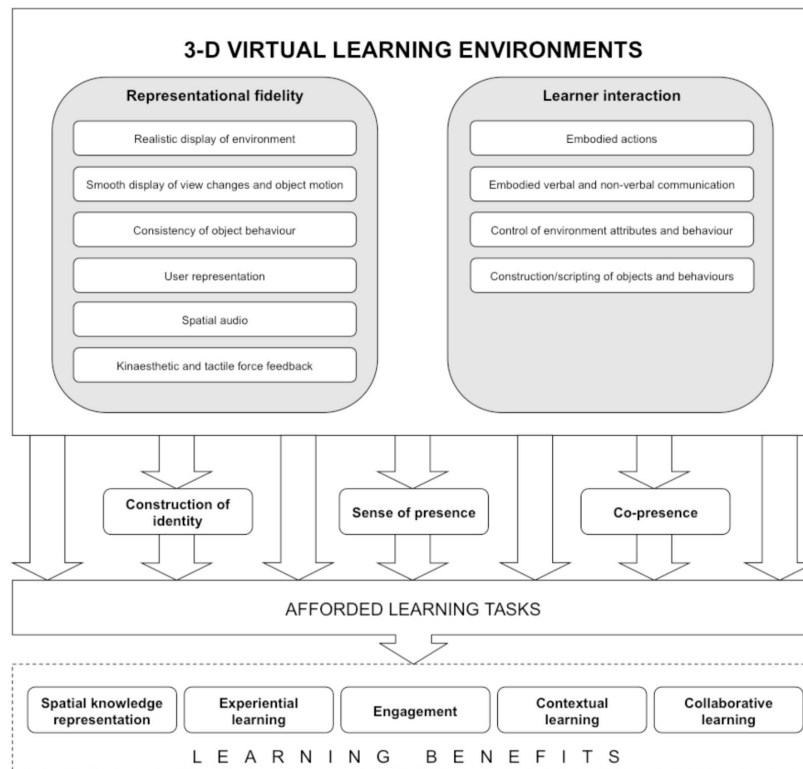 3-D VIRTUAL LEARNING ENVIRONMENTS
Representational fidelity
Realistic display of environment
Smooth display of view changes and object motion
Consistency of object behaviour
User representation
Spatial audio
Kinaesthetic and tactile force feedback
Learner interaction
Embodied actions
Embodied verbal and non-verbal communication
Control of environment attributes and behaviour
Construction/scripting of objects and behaviours
Construction of
identity
Sense of presence
Co-presence
AFFORDED LEARNING TASKS
Spatial knowledge
representation
Experiential
learning
Engagement
Contextual
learning
Collaborative
learning
LEARNING BENEFITS